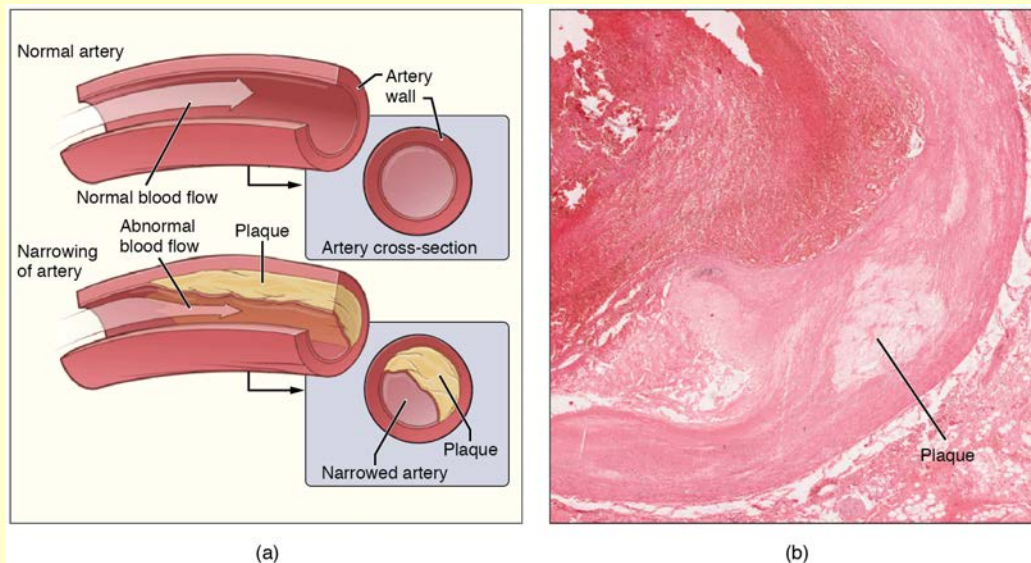 Normal artery
Artery
wall
Normal blood flow
Artery cross-section
Abnormal
blood flow
Plaque
Narrowing
of artery
Plaque
Narrowed artery
Plaque
(a)
(b)